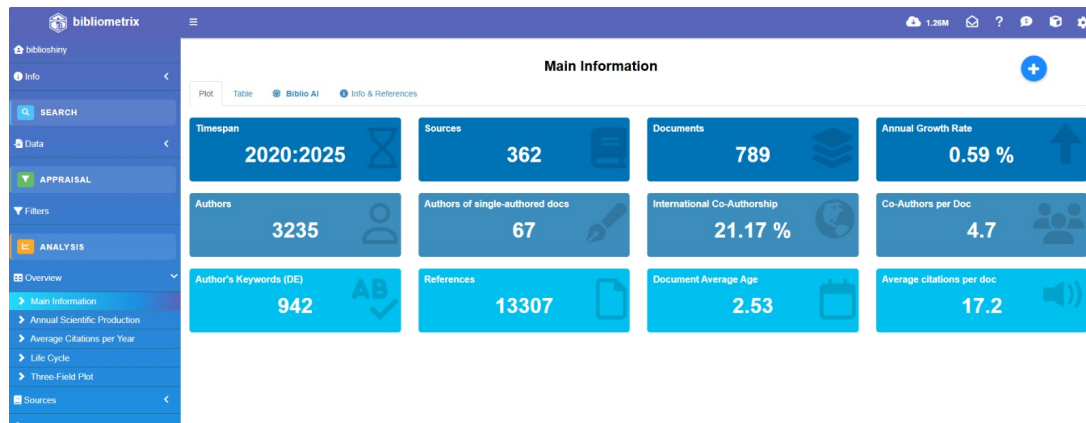 bibliometrix
1.26M
?
biblioshiny
Info
SEARCH
Data
APPRAISAL
Filters
ANALYSIS
Overview
Main Information
Annual Scientific Production
Average Citations per Year
Life Cycle
Three-Field Plot
Sources
Main Information
Plot Table Biblio AI Info & References
Timespan
2020:2025
Sources
362
Documents
789
Annual Growth Rate
0.59 %
Authors
3235
Authors of single-authored docs
67
International Co-Authorship
21.17 %
Co-Authors per Doc
4.7
Author's Keywords (DE)
942
AB
References
13307
Document Average Age
2.53
Average citations per doc
17.2